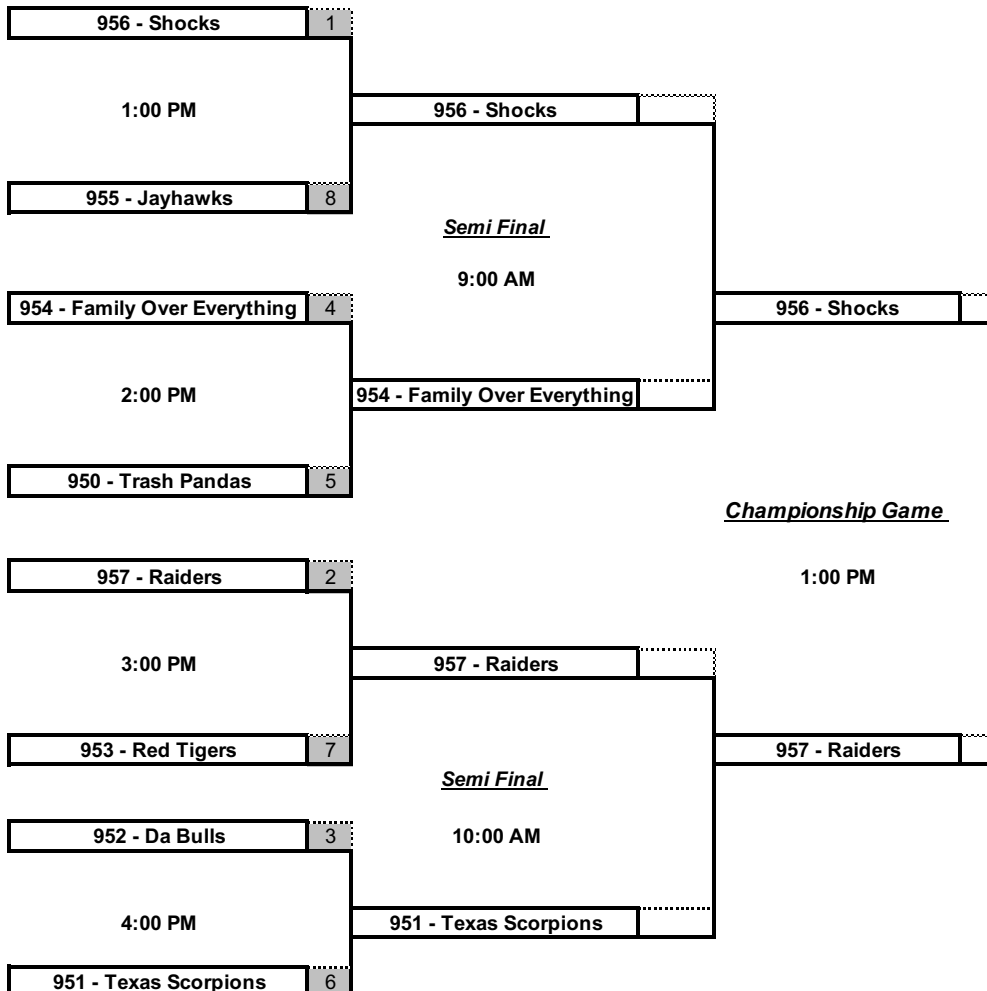 956 - Shocks 1
1:00 PM
956 - Shocks
955 - Jayhawks 8
Semi Final
9:00 AM
954 - Family Over Everything 4
956 - Shocks
2:00 PM
954 - Family Over Everything
950 - Trash Pandas 5
Championship Game
957 - Raiders 2
1:00 PM
3:00 PM
957 - Raiders
953 - Red Tigers 7
957 - Raiders
Semi Final
952 - Da Bulls 3
10:00 AM
4:00 PM
951 - Texas Scorpions
951 - Texas Scorpions 6